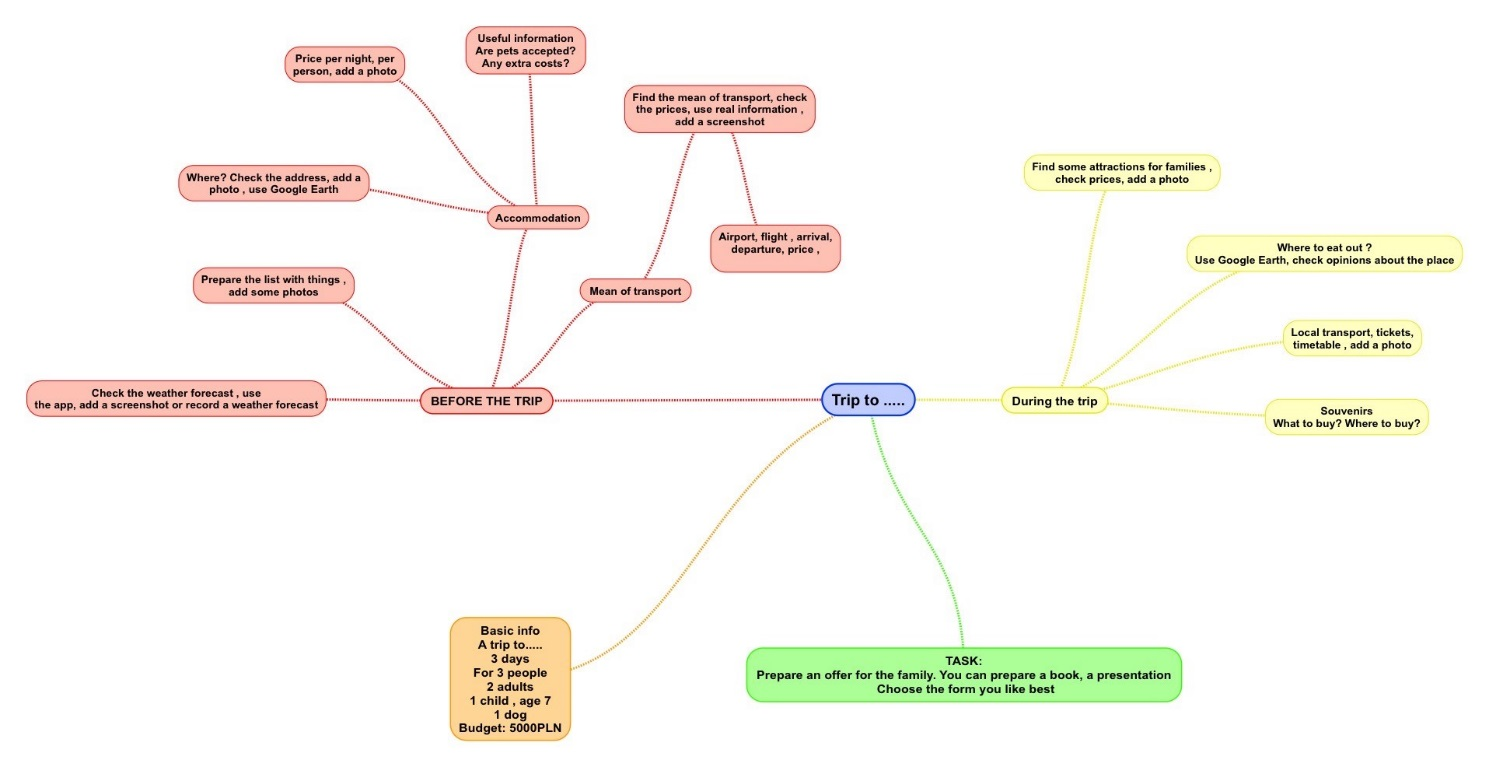 Useful information
Are pets accepted?
Any extra costs?
Price per night, per
person, add a photo
Find the mean of transport, check
the prices, use real information ,
add a screenshot
Where? Check the address, add a
photo , use Google Earth
Accommodation
Airport, flight , arrival,
departure, price ,
Prepare the list with things ,
add some photos
Mean of transport
Check the weather forecast , use
the app, add a screenshot or record a weather forecast
BEFORE THE TRIP
Trip to .....
During the trip
Find some attractions for families ,
check prices, add a photo
Where to eat out ?
Use Google Earth, check opinions about the place
Local transport, tickets,
timetable , add a photo
Souvenirs
What to buy? Where to buy?
Basic info
A trip to.....
3 days
For 3 people
2 adults
1 child , age 7
1 dog
Budget: 5000PLN
TASK:
Prepare an offer for the family. You can prepare a book, a presentation
Choose the form you like best